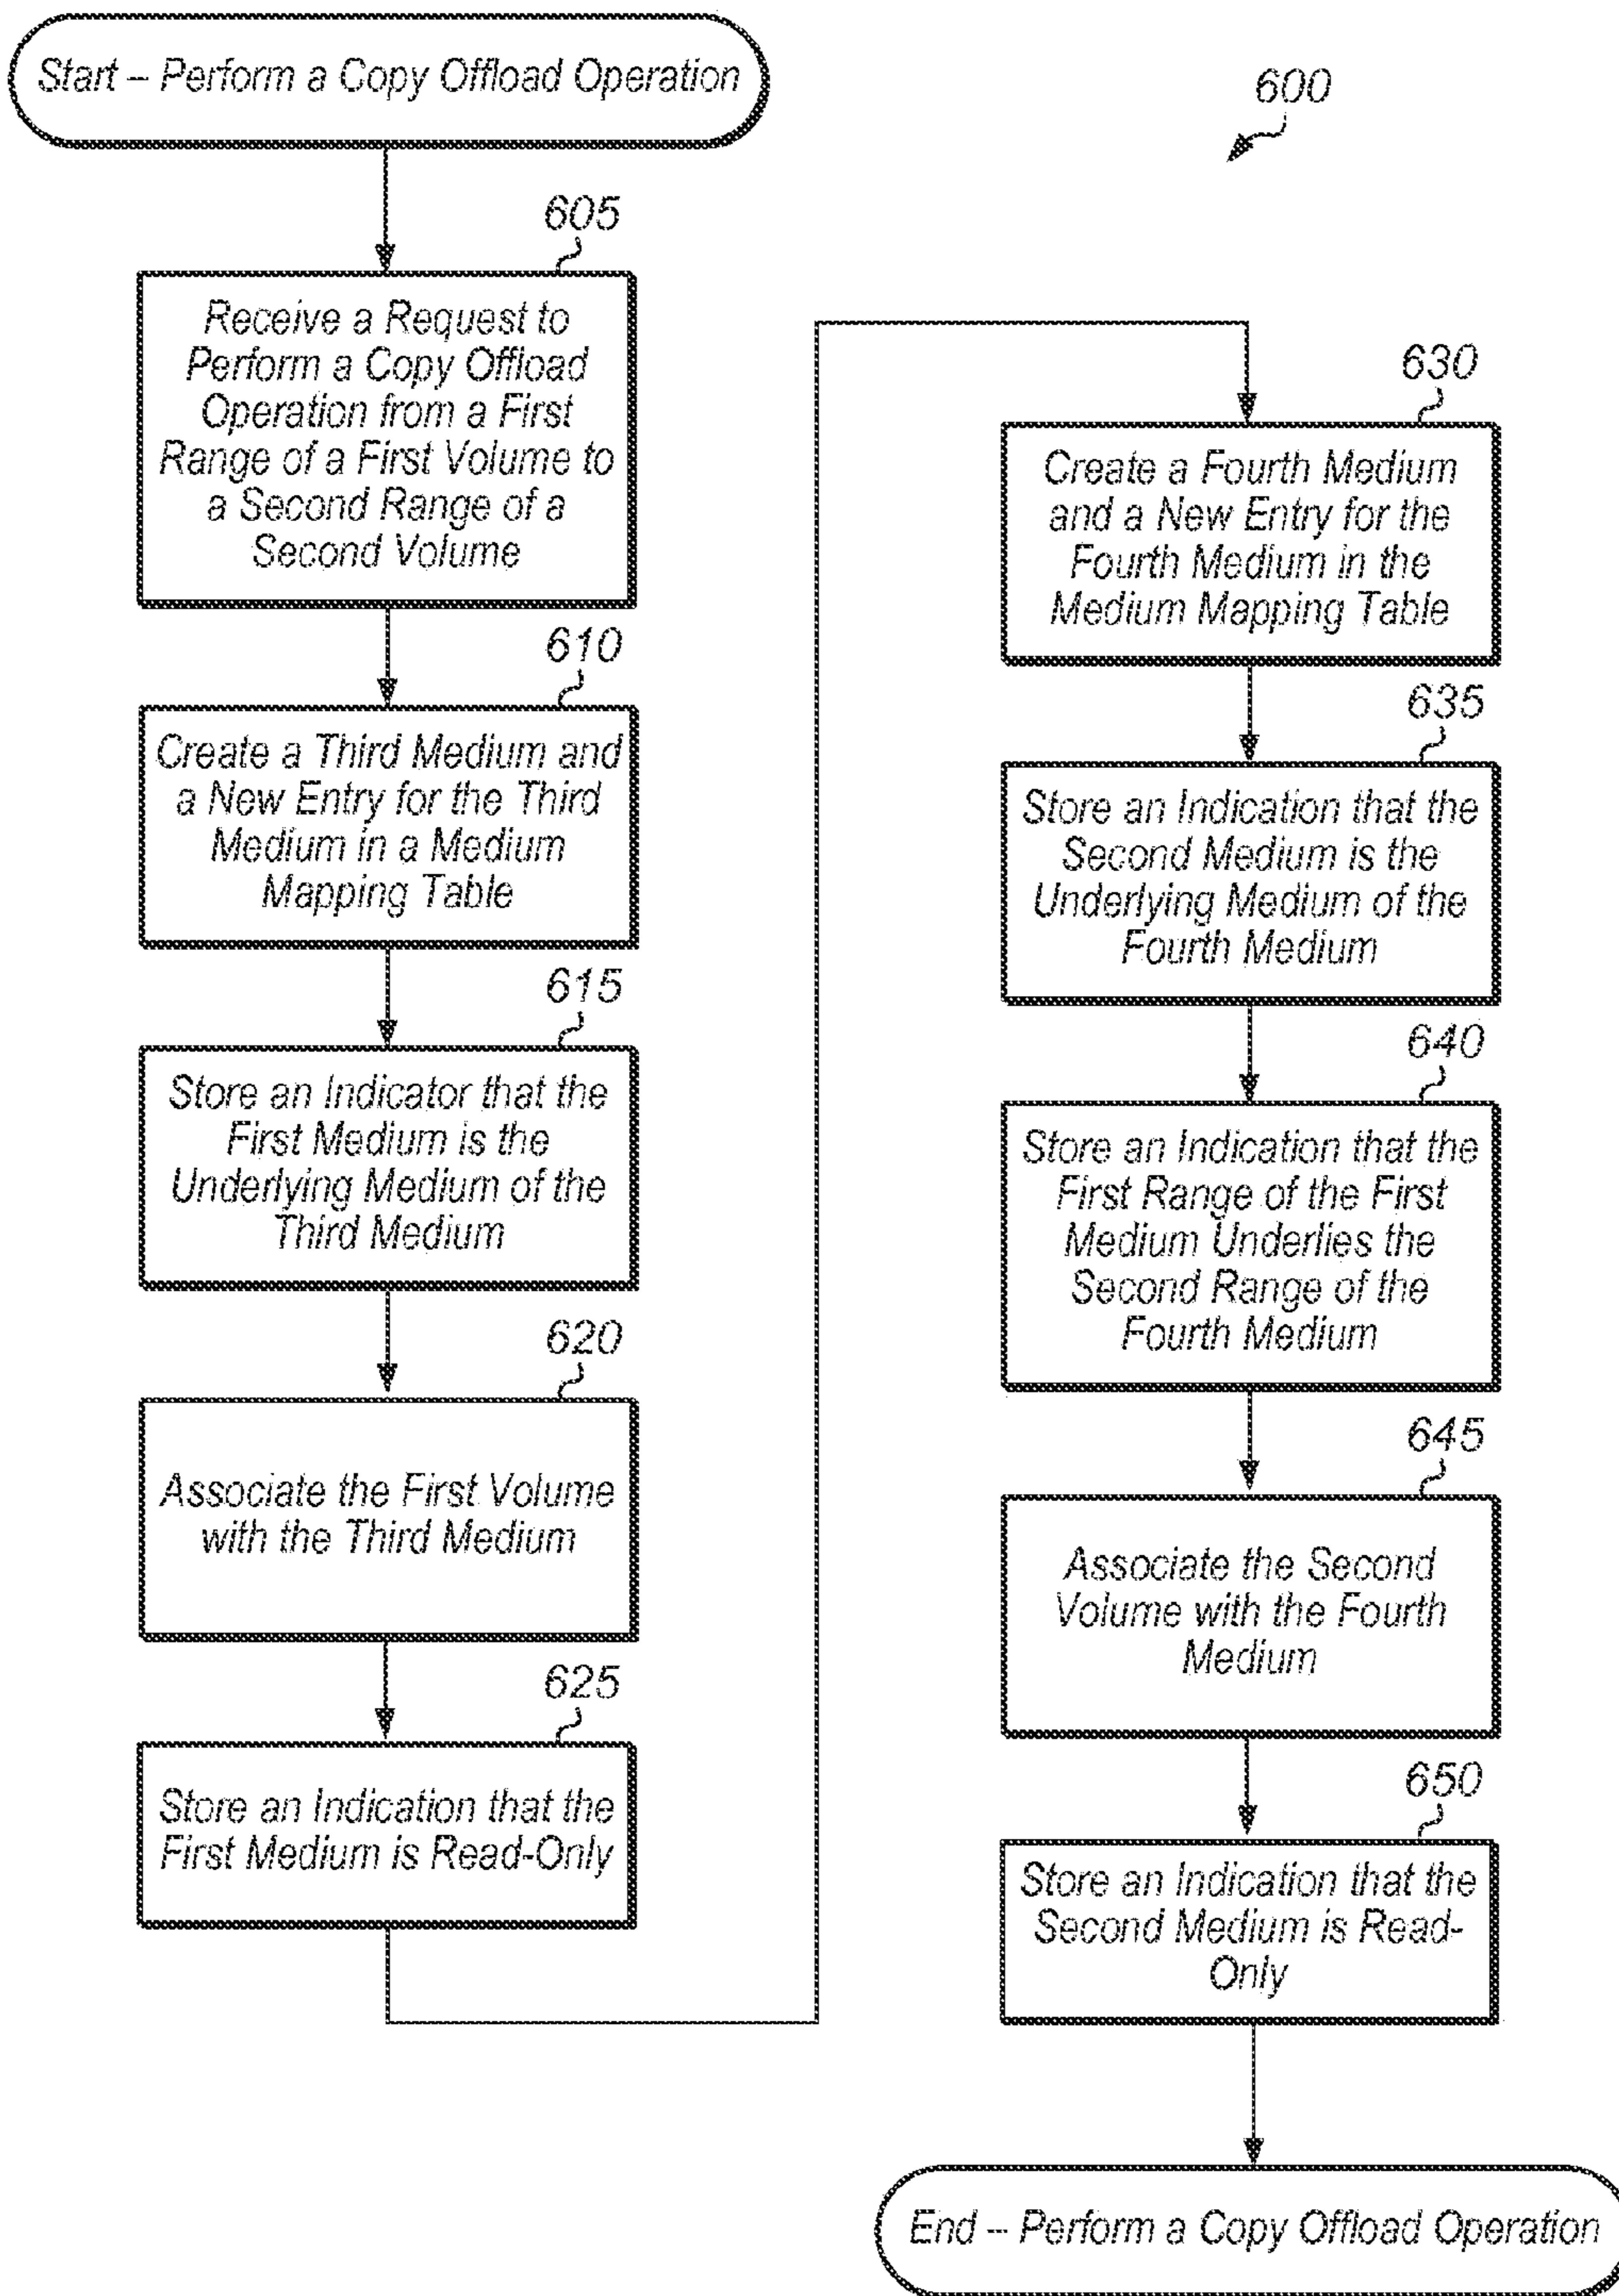 Start – Perform a Copy Offload Operation
600
605
Receive a Request to
Perform a Copy Offload
Operation from a First
Range of a First Volume to
a Second Range of a
Second Volume
610
Create a Third Medium and
a New Entry for the Third
Medium in a Medium
Mapping Table
615
Store an Indicator that the
First Medium is the
Underlying Medium of the
Third Medium
620
Associate the First Volume
with the Third Medium
625
Store an Indication that the
First Medium is Read-Only
630
Create a Fourth Medium
and a New Entry for the
Fourth Medium in the
Medium Mapping Table
635
Store an Indication that the
Second Medium is the
Underlying Medium of the
Fourth Medium
640
Store an Indication that the
First Range of the First
Medium Underlies the
Second Range of the
Fourth Medium
645
Associate the Second
Volume with the Fourth
Medium
650
Store an Indication that the
Second Medium is Read-
Only
End – Perform a Copy Offload Operation